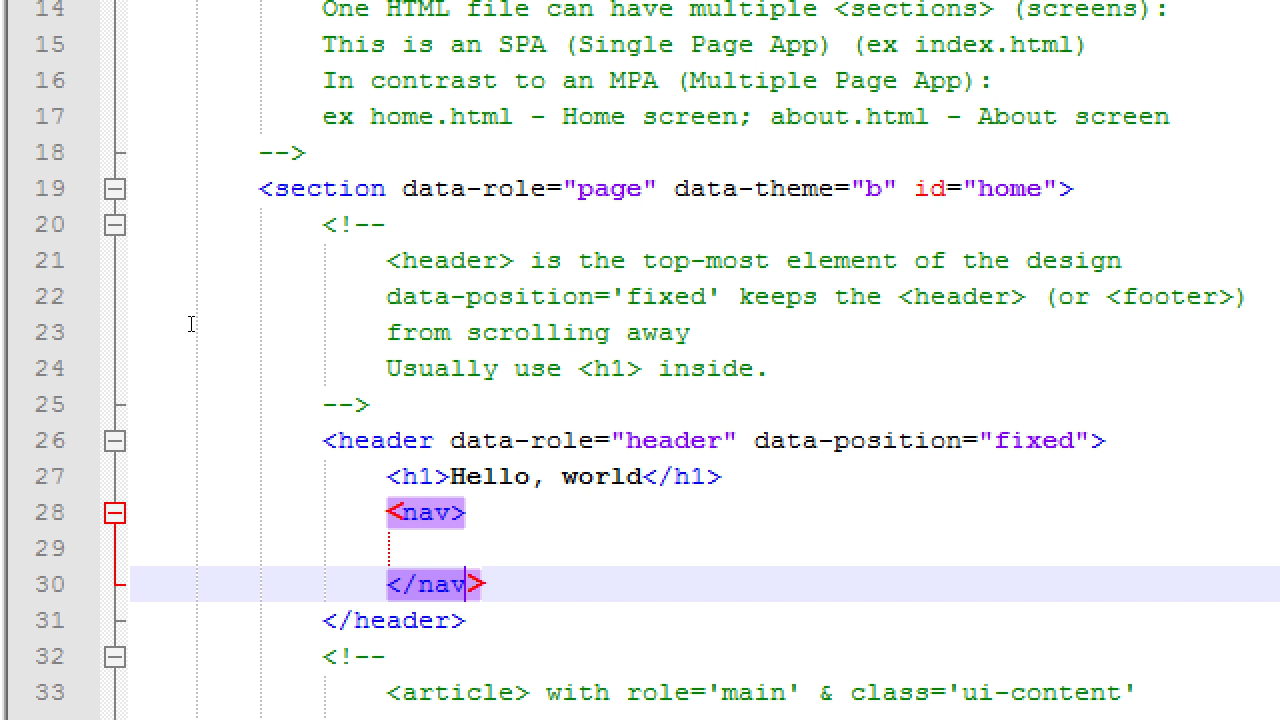 14 One HTML file can have multiple <sections> (screens):
15 This is an SPA (Single Page App) (ex index.html)
16 In contrast to an MPA (Multiple Page App):
17 ex home.html - Home screen; about.html - About screen
18 -->
19 <section data-role="page" data-theme="b" id="home">
20 <!--
21 <header> is the top-most element of the design
22 data-position='fixed' keeps the <header> (or <footer>)
23 from scrolling away
24 Usually use <h1> inside.
25 -->
26 <header data-role="header" data-position="fixed">
27 <h1>Hello, world</h1>
28 <nav>
29
30 </nav>
31 </header>
32 <!--
33 <article> with role='main' & class='ui-content'